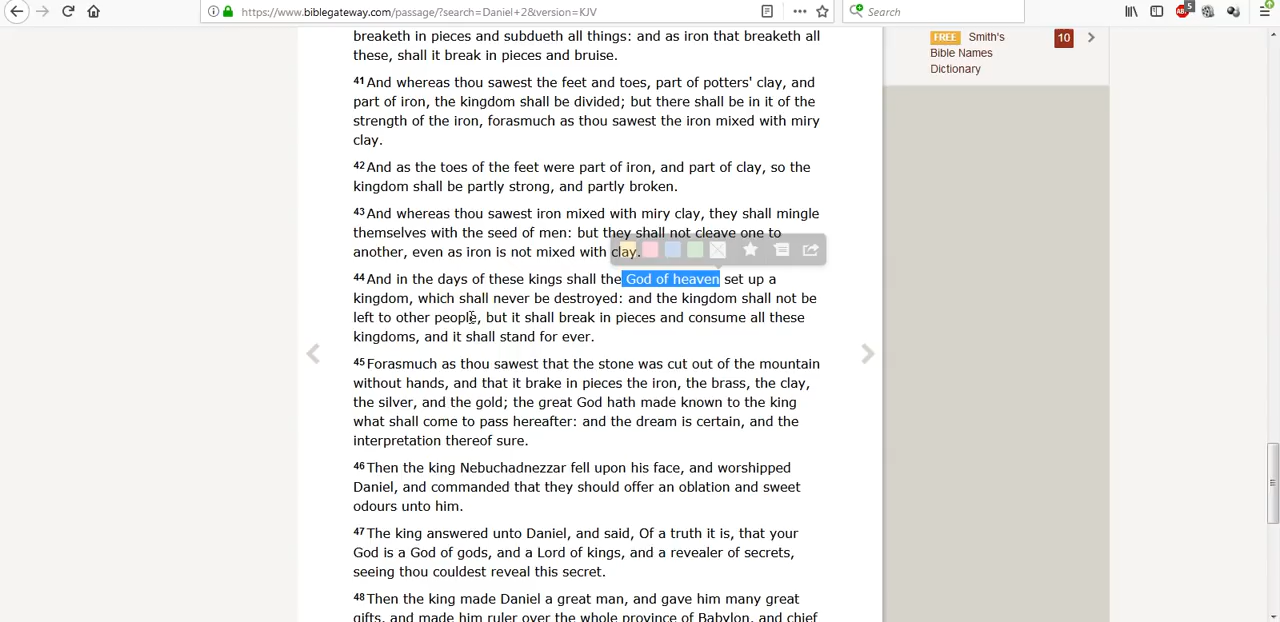 https://www.biblegateway.com/passage/?search=Daniel+2&version=KJV
Search
5
breaketh in pieces and subdueth all things: and as iron that breaketh all
these, shall it break in pieces and bruise.
41 And whereas thou sawest the feet and toes, part of potters' clay, and
part of iron, the kingdom shall be divided; but there shall be in it of the
strength of the iron, forasmuch as thou sawest the iron mixed with miry
clay.
42 And as the toes of the feet were part of iron, and part of clay, so the
kingdom shall be partly strong, and partly broken.
43 And whereas thou sawest iron mixed with miry clay, they shall mingle
themselves with the seed of men: but they shall not cleave one to
another, even as iron is not mixed with clay.
44 And in the days of these kings shall the God of heaven set up a
kingdom, which shall never be destroyed: and the kingdom shall not be
left to other people, but it shall break in pieces and consume all these
kingdoms, and it shall stand for ever.
45 Forasmuch as thou sawest that the stone was cut out of the mountain
without hands, and that it brake in pieces the iron, the brass, the clay,
the silver, and the gold; the great God hath made known to the king
what shall come to pass hereafter: and the dream is certain, and the
interpretation thereof sure.
46 Then the king Nebuchadnezzar fell upon his face, and worshipped
Daniel, and commanded that they should offer an oblation and sweet
odours unto him.
47 The king answered unto Daniel, and said, Of a truth it is, that your
God is a God of gods, and a Lord of kings, and a revealer of secrets,
seeing thou couldest reveal this secret.
48 Then the king made Daniel a great man, and gave him many great
gifts, and made him ruler over the whole province of Babylon, and chief
FREE Smith's
Bible Names
Dictionary
10